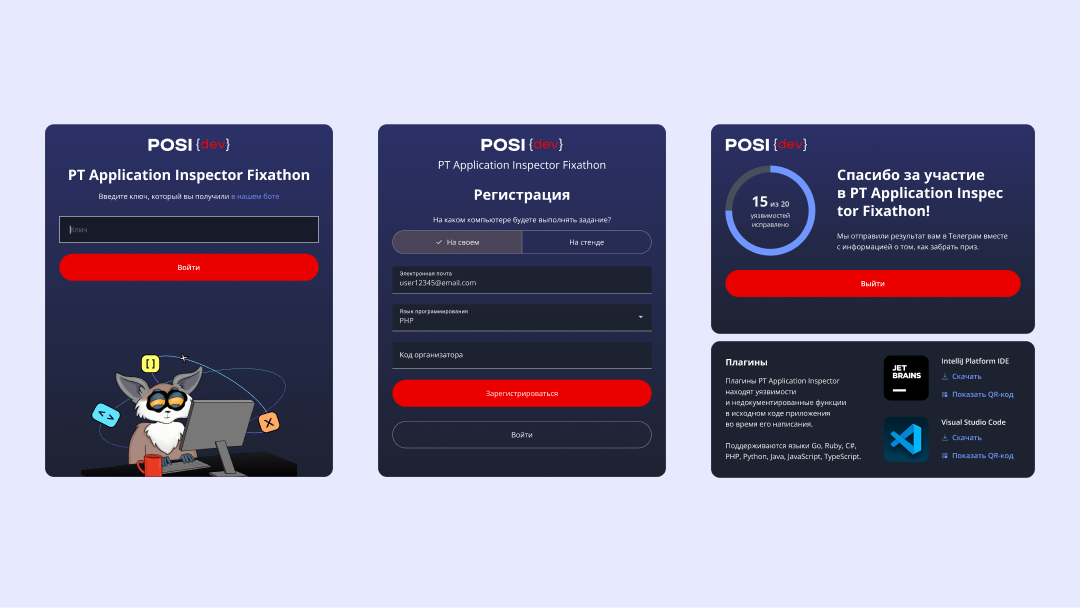 POSI {dev}
PT Application Inspector Fixathon
Введите ключ, который вы получили в нашем боте
Ключ
Войти
[ ]
< >
POSI {dev}
PT Application Inspector Fixathon
Регистрация
На каком компьютере будете выполнять задание?
На своем
На стенде
Электронная почта
user12345@email.com
Язык программирования
PHP
Код организатора
Зарегистрироваться
Войти
POSI {dev}
15 из 20
уязвимостей
исправлено
Спасибо за участие
в PT Application Inspec
tor Fixathon!
Мы отправили результат вам в Телеграм вместе
с информацией о том, как забрать приз.
Выйти
Плагины
Плагины PT Application Inspector
находят уязвимости
и недокументированные функции
в исходном коде приложения
во время его написания.
Поддерживаются языки Go, Ruby, C#,
PHP, Python, Java, JavaScript, TypeScript.
JET
BRAINS
IntelliJ Platform IDE
Скачать
Показать QR-код
Visual Studio Code
Скачать
Показать QR-код